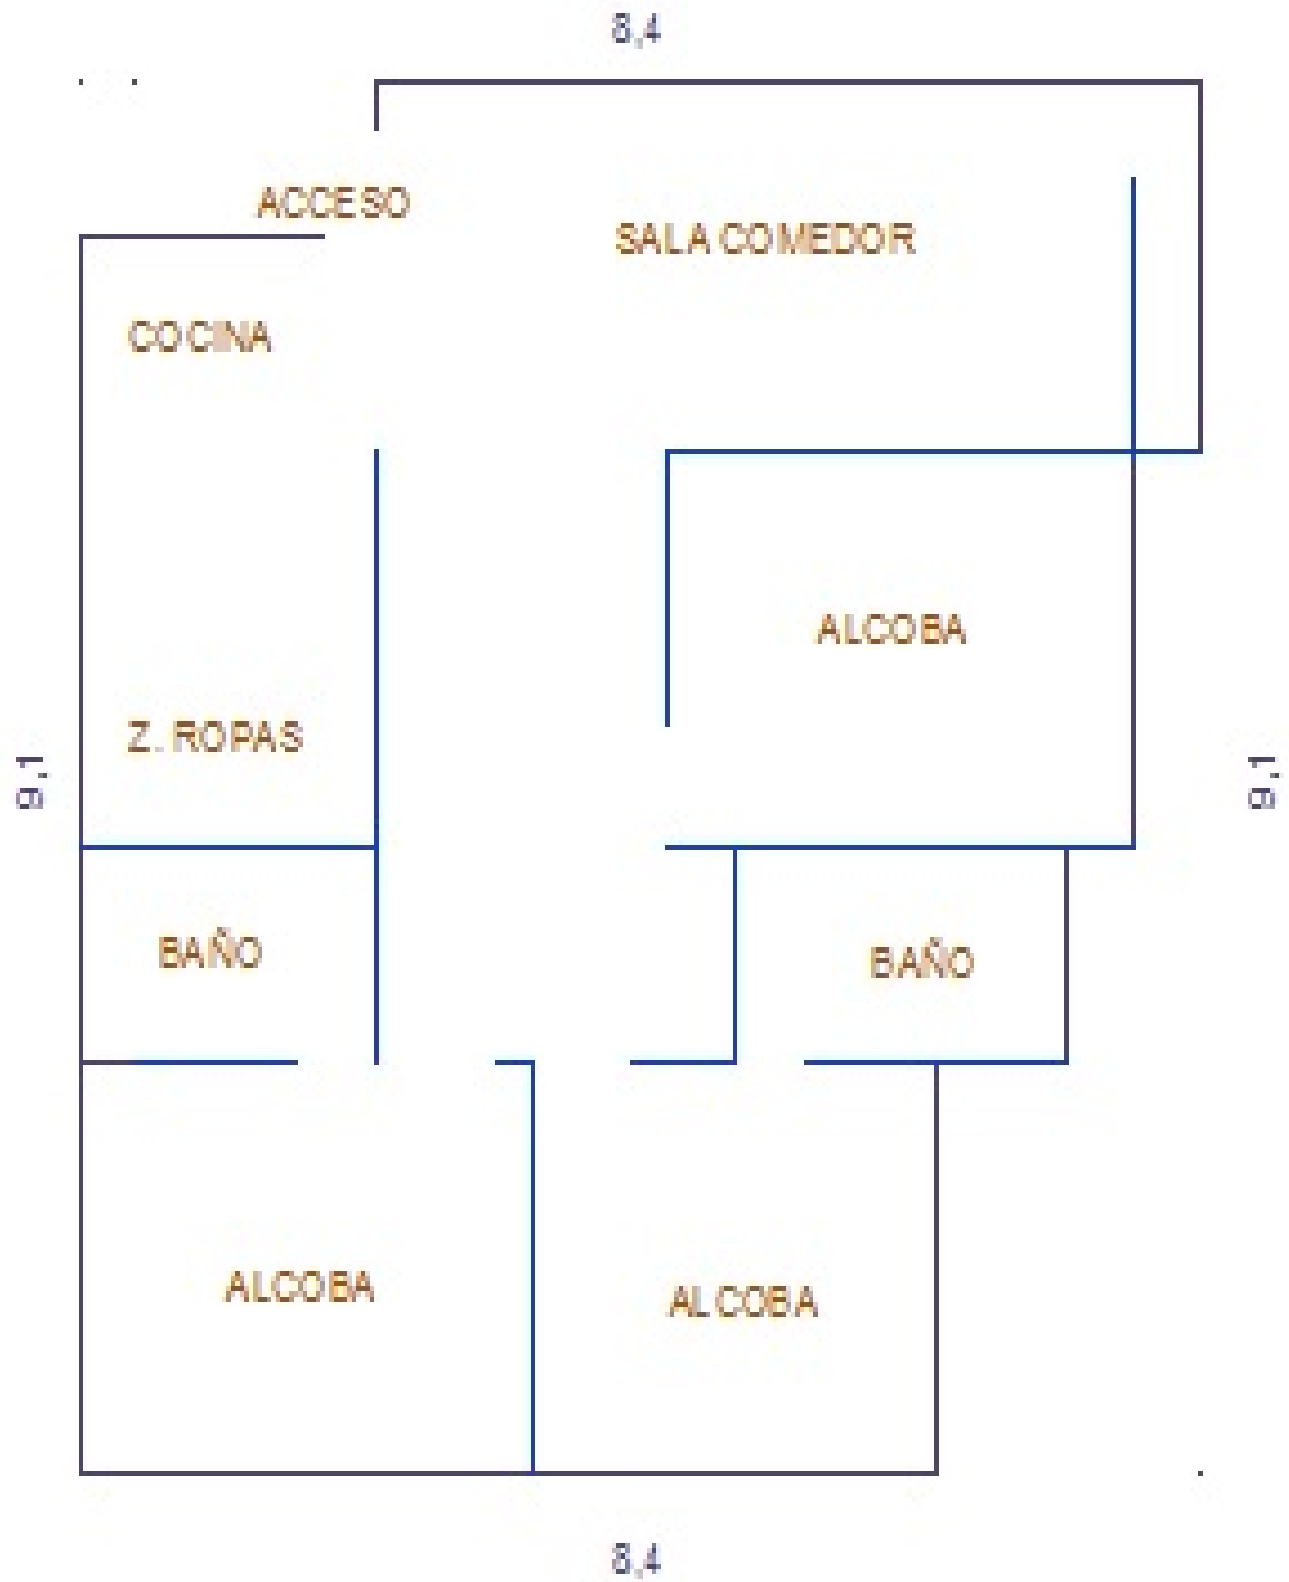 8,4
ACCESO
SALA COMEDOR
COCINA
ALCOBA
Z. ROPAS
9,1
9,1
BAÑO
BAÑO
ALCOBA
ALCOBA
8,4